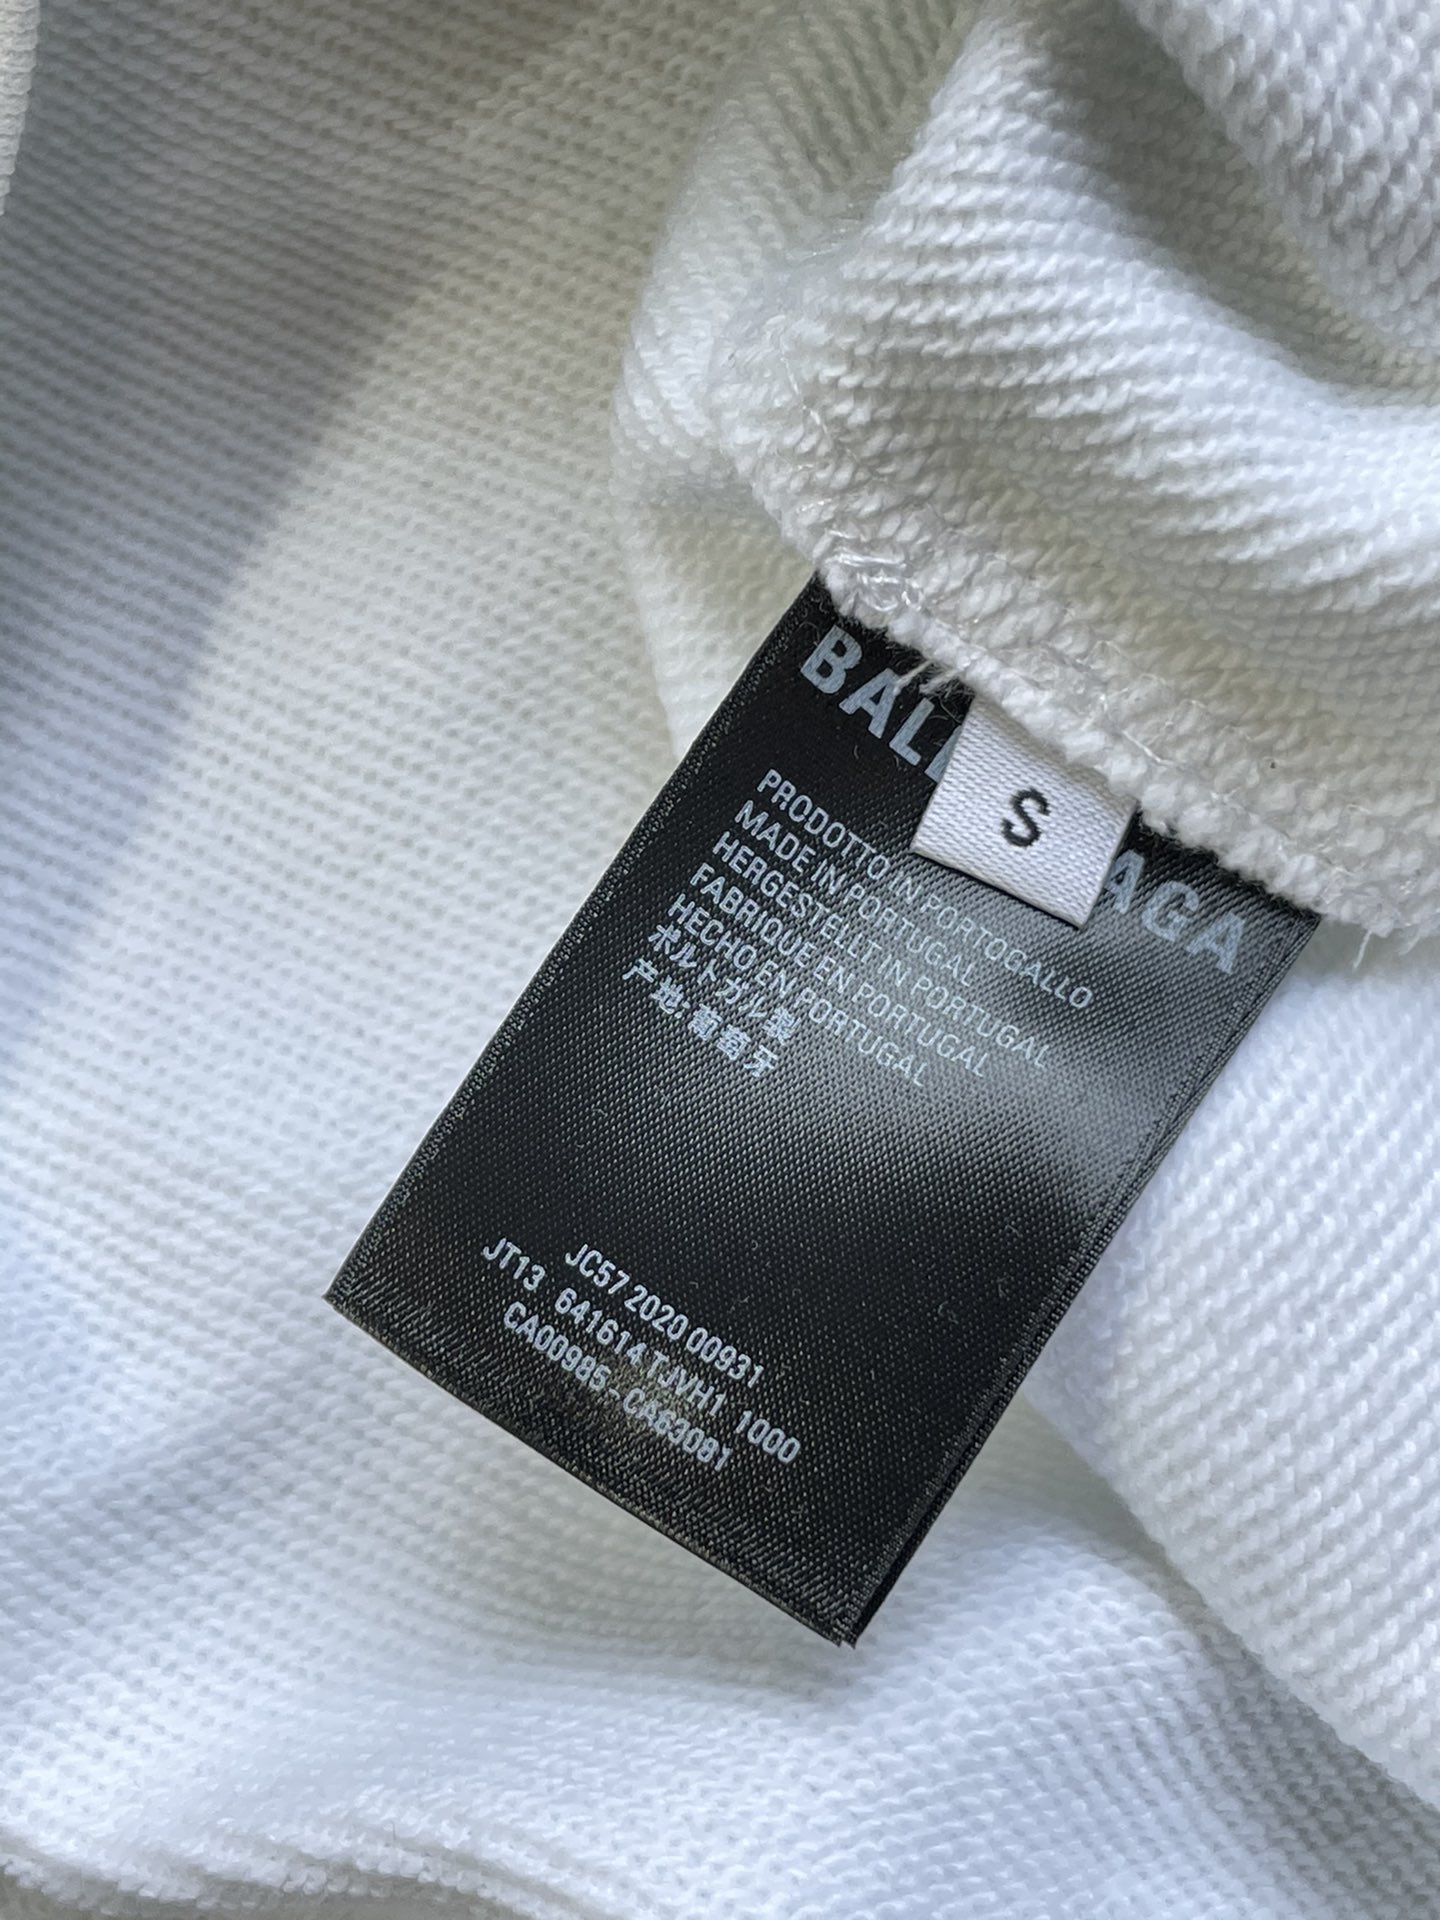 BAL AGA
S
PRODOTTO IN PORTOGALLO
MADE IN PORTUGAL
HERGESTELLT IN PORTUGAL
FABRIQUE EN PORTUGAL
HECHO EN PORTUGAL
ポルトガル製
产地:葡萄牙
JC57 2020 00931
JT13 641614 TJVH1 1000
CA00985 - CA63081